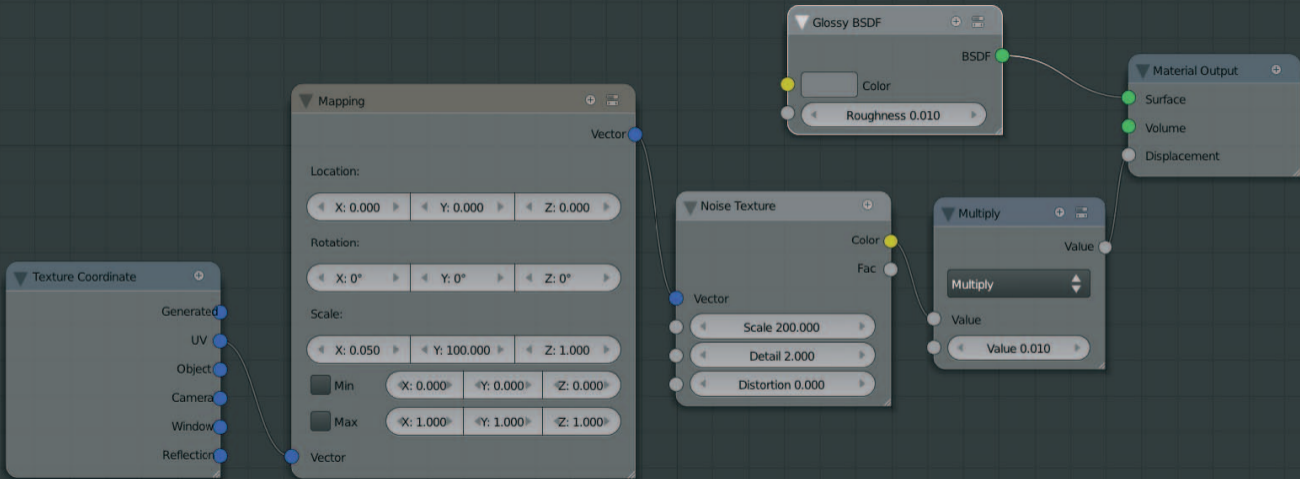 Texture Coordinate
Generated
UV
Object
Camera
Window
Reflection
Mapping
Vector
Location:
X: 0.000 Y: 0.000 Z: 0.000
Rotation:
X: 0° Y: 0° Z: 0°
Scale:
X: 0.050 Y: 100.000 Z: 1.000
Min X: 0.000 Y: 0.000 Z: 0.000
Max X: 1.000 Y: 1.000 Z: 1.000
Vector
Noise Texture
Color
Fac
Vector
Scale 200.000
Detail 2.000
Distortion 0.000
Glossy BSDF
BSDF
Color
Roughness 0.010
Multiply
Value
Multiply
Value
Value 0.010
Material Output
Surface
Volume
Displacement